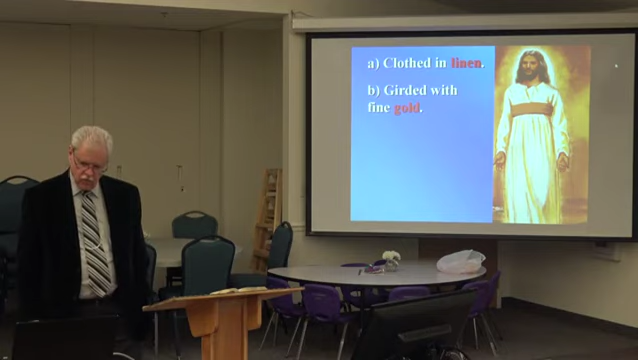 a) Clothed in linen.
b) Girded with
fine gold.